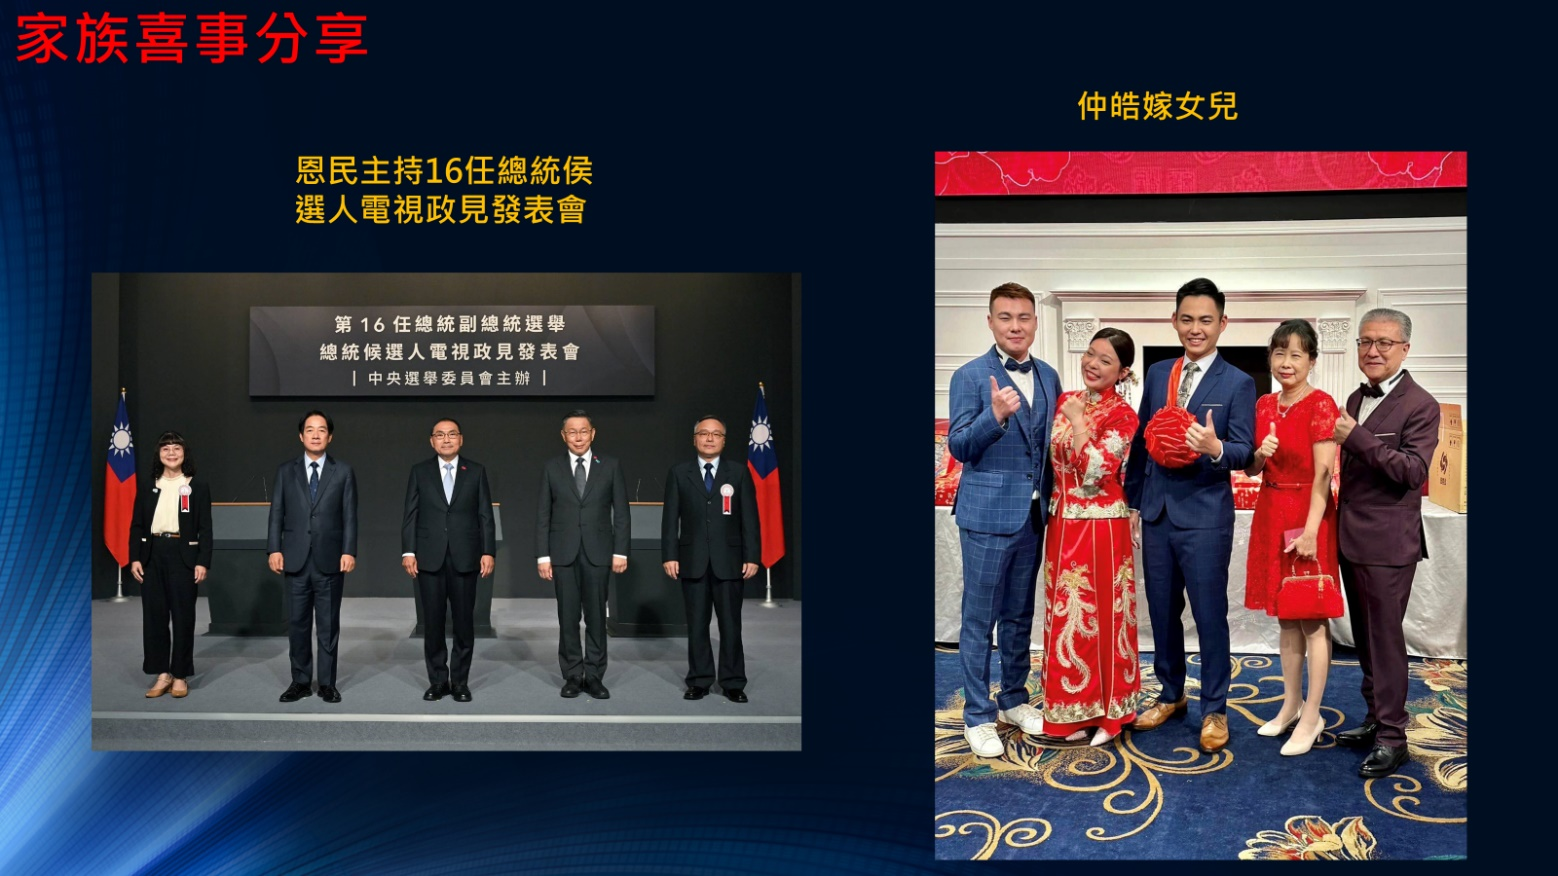 家族喜事分享
仲皓嫁女兒
恩民主持16任總統侯
選人電視政見發表會
第 16 任總統副總統選舉
總統候選人電視政見發表會
| 中央選舉委員會主辦 |